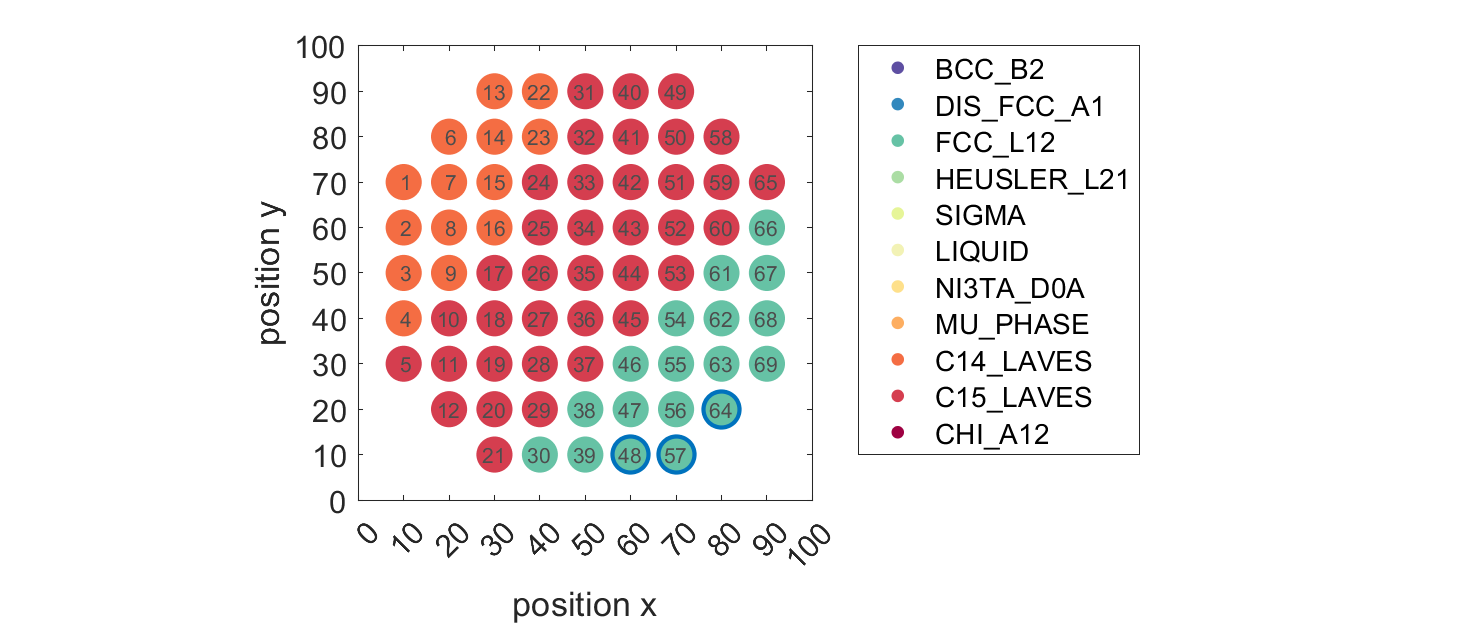 100
90
80
70
60
50
40
30
20
10
0
position y
13 22 31 40 49
6 14 23 32 41 50 58
1 7 15 24 33 42 51 59 65
2 8 16 25 34 43 52 60 66
3 9 17 26 35 44 53 61 67
4 10 18 27 36 45 54 62 68
5 11 19 28 37 46 55 63 69
12 20 29 38 47 56 64
21 30 39 48 57
0 10 20 30 40 50 60 70 80 90 100
position x
BCC_B2
DIS_FCC_A1
FCC_L12
HEUSLER_L21
SIGMA
LIQUID
NI3TA_D0A
MU_PHASE
C14_LAVES
C15_LAVES
CHI_A12